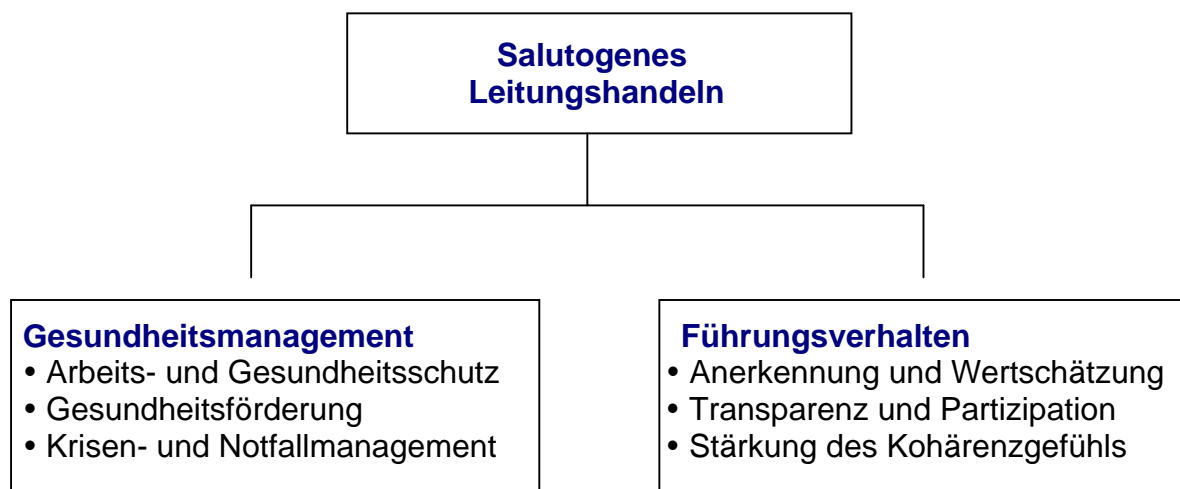 Salutogenes
Leitungshandeln
Gesundheitsmanagement
• Arbeits- und Gesundheitsschutz
• Gesundheitsförderung
• Krisen- und Notfallmanagement
Führungsverhalten
• Anerkennung und Wertschätzung
• Transparenz und Partizipation
• Stärkung des Kohärenzgefühls